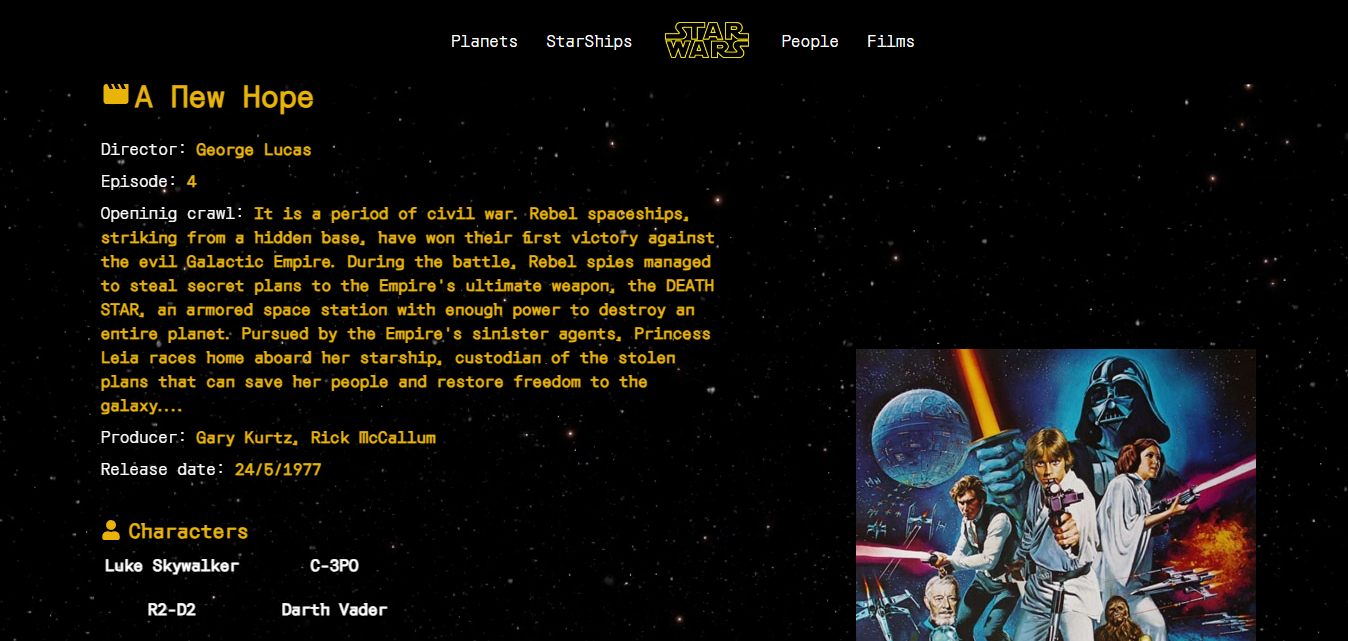 Planets StarShips STAR WARS People Films
A New Hope
Director: George Lucas
Episode: 4
Openinig crawl: It is a period of civil war. Rebel spaceships,
striking from a hidden base, have won their first victory against
the evil Galactic Empire. During the battle, Rebel spies managed
to steal secret plans to the Empire's ultimate weapon, the DEATH
STAR, an armored space station with enough power to destroy an
entire planet. Pursued by the Empire's sinister agents, Princess
Leia races home aboard her starship, custodian of the stolen
plans that can save her people and restore freedom to the
galaxy....
Producer: Gary Kurtz, Rick McCallum
Release date: 24/5/1977
Characters
Luke Skywalker C-3PO
R2-D2 Darth Vader